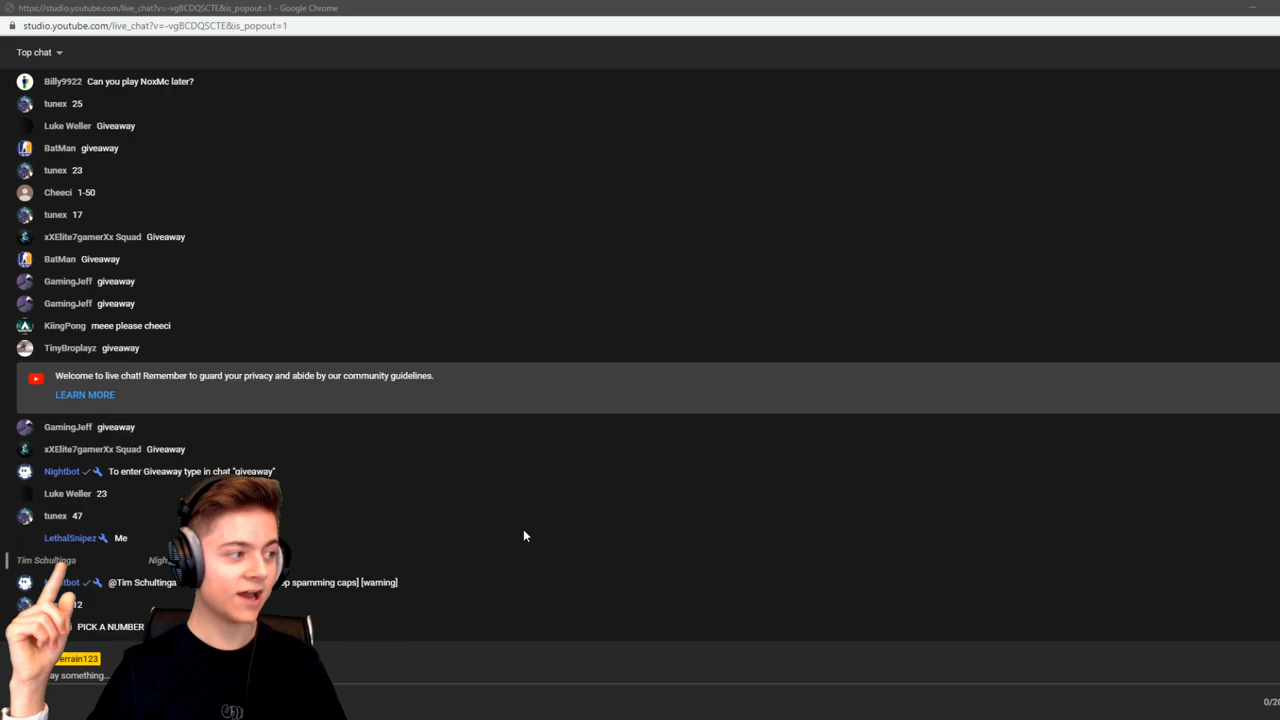 https://studio.youtube.com/live_chat?v=-vgBCDQSCTE&is_popout=1 - Google Chrome
studio.youtube.com/live_chat?v=-vgBCDQSCTE&is_popout=1
Top chat
Billy9922 Can you play NoxMc later?
tunex 25
Luke Weller Giveaway
BatMan giveaway
tunex 23
Cheeci 1-50
tunex 17
xXElite7gamerXx Squad Giveaway
BatMan Giveaway
GamingJeff giveaway
GamingJeff giveaway
KiingPong meee please cheeci
TinyBroplayz giveaway
Welcome to live chat! Remember to guard your privacy and abide by our community guidelines.
LEARN MORE
GamingJeff giveaway
xXElite7gamerXx Squad Giveaway
Nightbot To enter Giveaway type in chat "giveaway"
Luke Weller 23
tunex 47
LethalSnipez Me
Tim Schultinga
@Tim Schultinga spamming caps] [warning]
12
PICK A NUMBER
something...